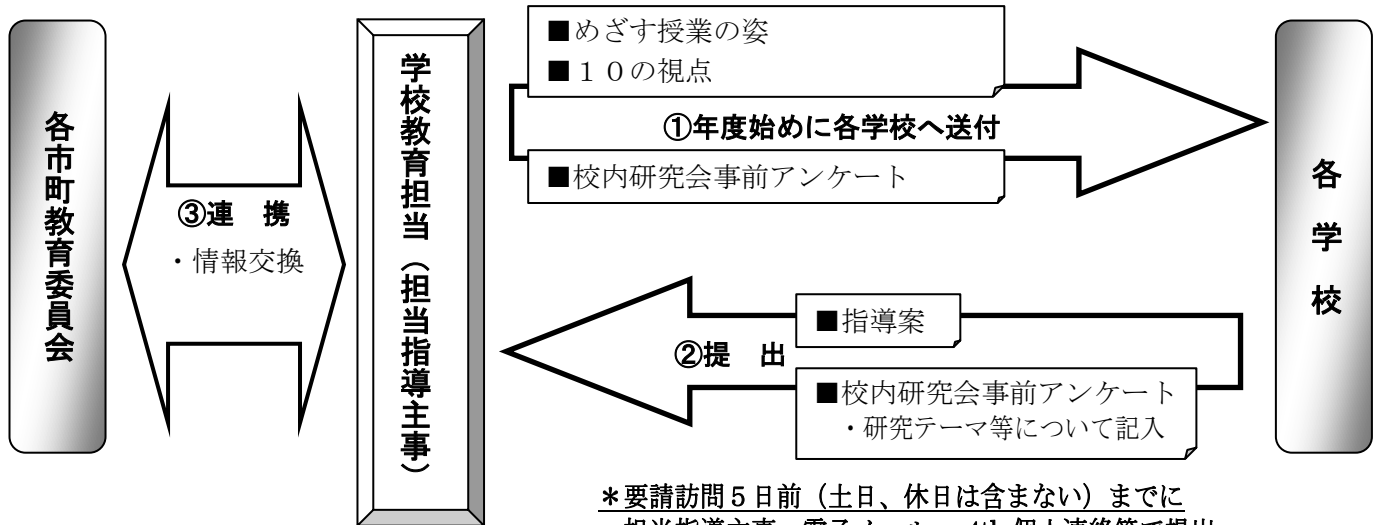 各市町教育委員会
③連　携
・情報交換
学校教育担当（担当指導主事）
■めざす授業の姿
■１０の視点
①年度始めに各学校へ送付
■校内研究会事前アンケート
各学校
■指導案
②提　出
■校内研究会事前アンケート
・研究テーマ等について記入
＊要請訪問５日前（土日、休日は含まない）までに